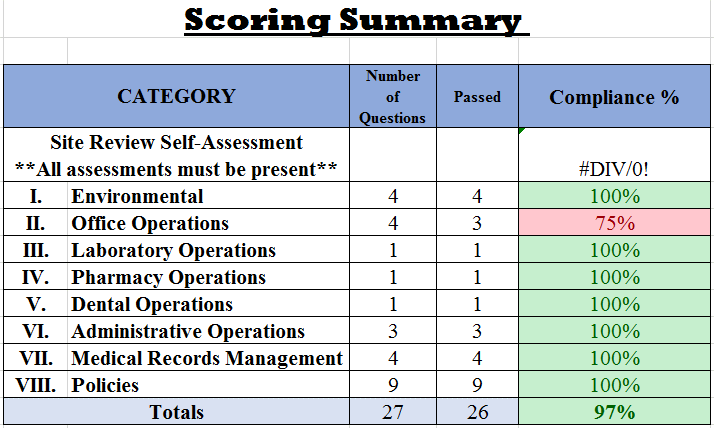 Scoring Summary
CATEGORY Number of Questions Passed Compliance %
Site Review Self-Assessment
**All assessments must be present** #DIV/0!
I. Environmental 4 4 100%
II. Office Operations 4 3 75%
III. Laboratory Operations 1 1 100%
IV. Pharmacy Operations 1 1 100%
V. Dental Operations 1 1 100%
VI. Administrative Operations 3 3 100%
VII. Medical Records Management 4 4 100%
VIII. Policies 9 9 100%
Totals 27 26 97%